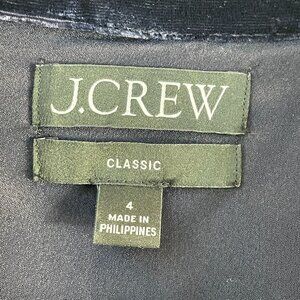 J.CREW
CLASSIC
4
MADE IN
PHILIPPINES